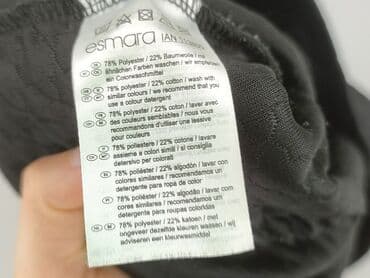 esmara IAN
78% Polyester / 22% Baumwolle / mit
ähnlichen Farben waschen / wir empfehlen
ein Colorwaschmittel
78% polyester / 22% cotton / wash with
similar colours / we recommend that you
use a colour detergent
78% polyester / 22% coton / laver avec
des couleurs semblables / nous vous
recommandons d'utiliser une lessive
pour couleurs
78% poliestere / 22% cotone / lavare
assieme a colori simili / si consiglia
detersivo per colorati
78% poliéster / 22% algodón / lavar con
colores similares / recomendamos un
detergente para ropa de color
78% poliéster / 22% algodão / lavar com
cores similares / recomendamos um
detergente para roupas coloridas
78% polyester / 22% katoen / met
ongeveer dezelfde kleuren wassen / wij
adviseren een kleurwasmiddel